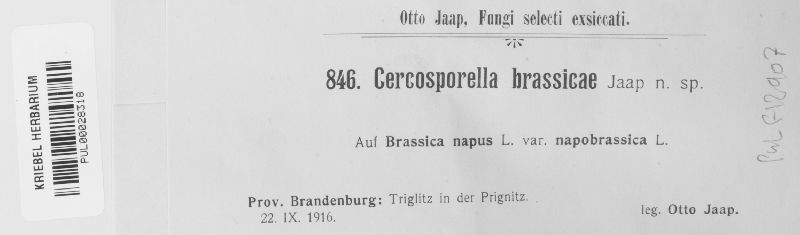 Otto Jaap, Fungi selecti exsiccati.
846. Cercosporella brassicae Jaap n. sp.
Auf Brassica napus L. var. napobrassica L.
Prov. Brandenburg: Triglitz in der Prignitz.
22. IX. 1916.
leg. Otto Jaap.
KRIEBEL HERBARIUM
PUL00028318
PUL F12907